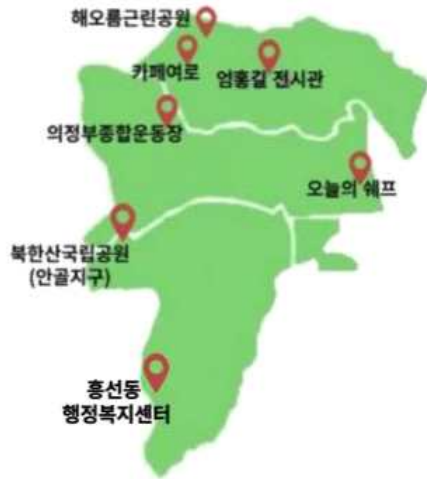 해오름근린공원
카페여로
엄홍길 전시관
의정부종합운동장
오늘의 쉐프
북한산국립공원
(안골지구)
흥선동
행정복지센터